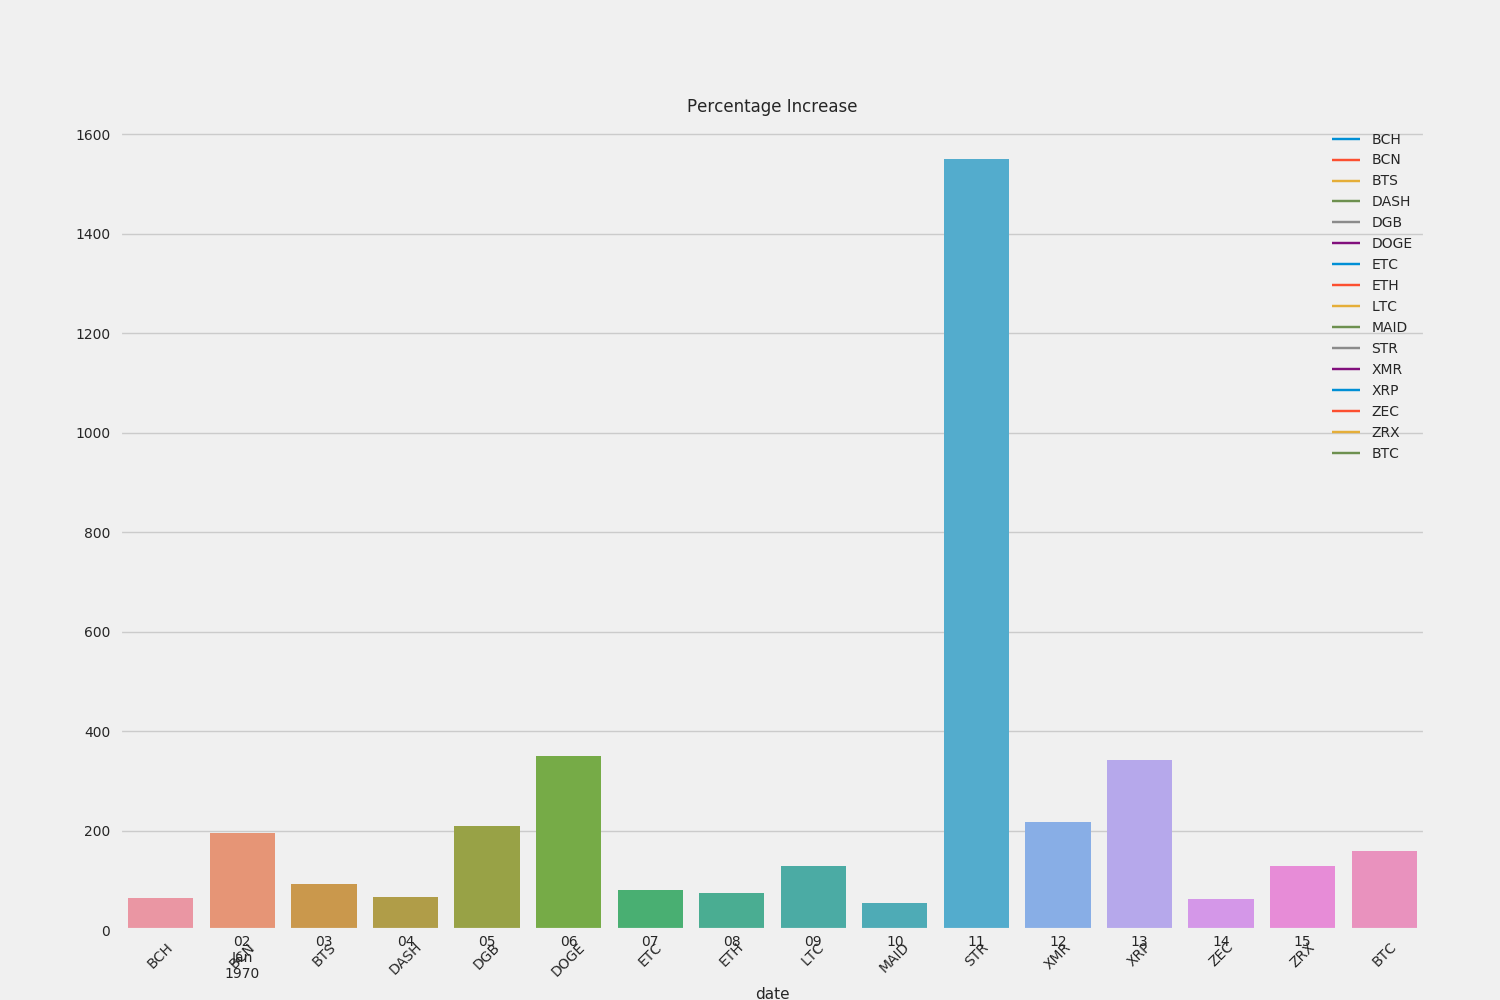 Percentage Increase
1600
1400
1200
1000
800
600
400
200
0
BCH
BCN
BTS
DASH
DGB
DOGE
ETC
ETH
LTC
MAID
STR
XMR
XRP
ZEC
ZRX
BTC
02 03 04 05 06 07 08 09 10 11 12 13 14 15
Jan
1970
BCH BCN BTS DASH DGB DOGE ETC ETH LTC MAID STR XMR XRP ZEC ZRX BTC
date